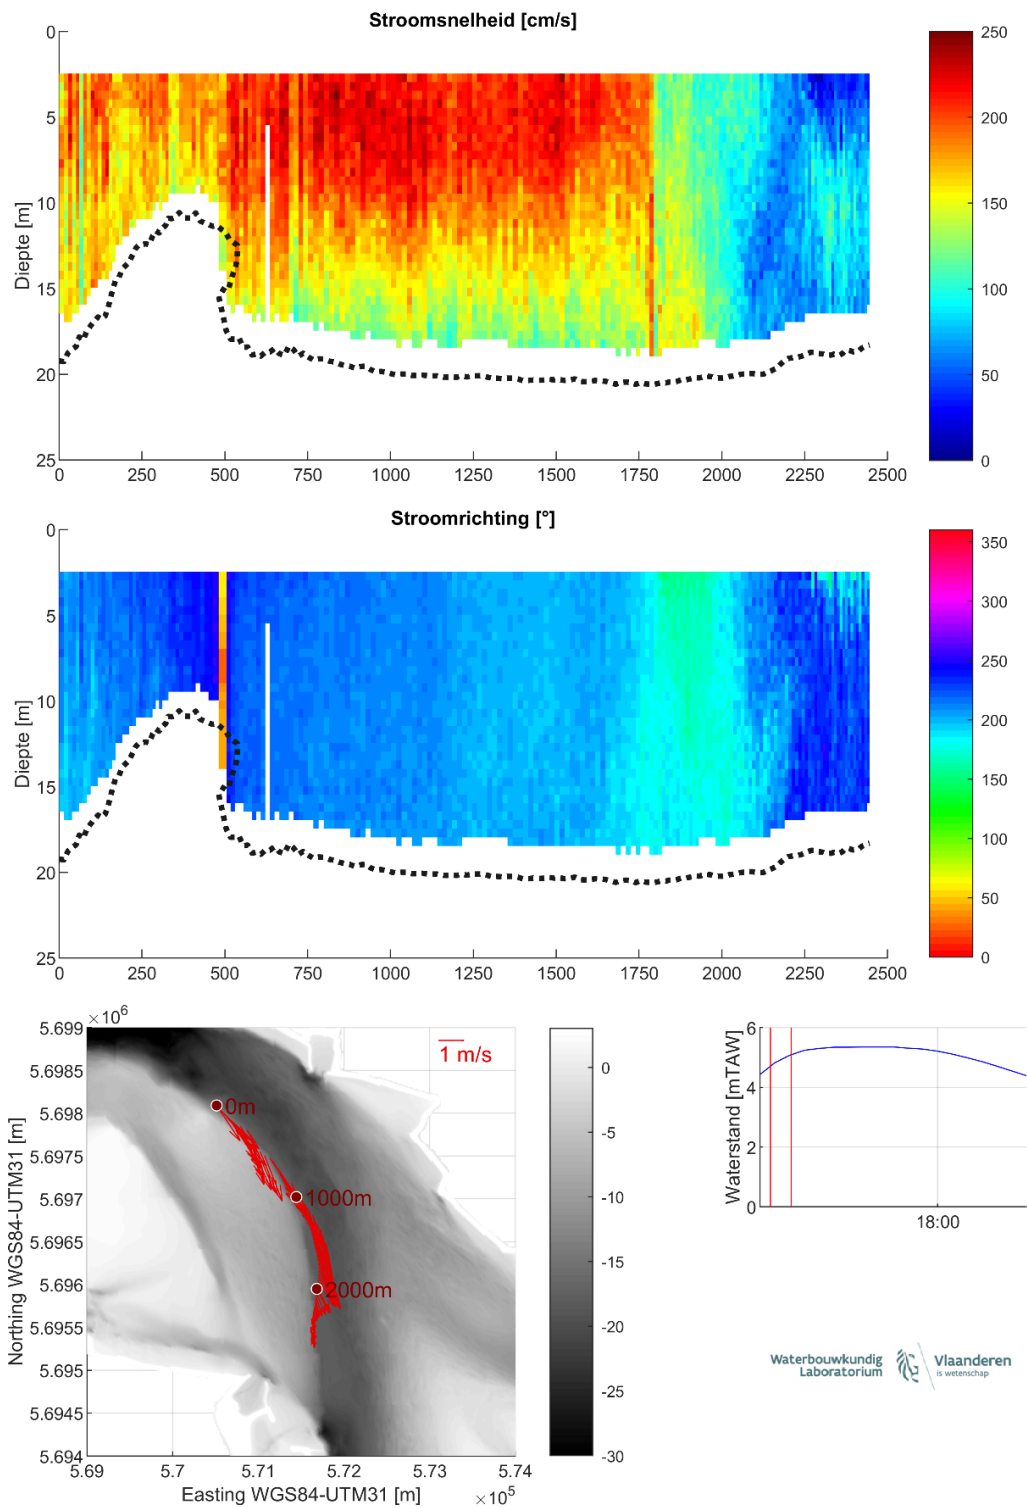 Stroomsnelheid [cm/s]
0
5
10
15
20
25
Diepte [m]
0 250 500 750 1000 1250 1500 1750 2000 2250 2500
250
200
150
100
50
0
Stroomrichting [°]
0
5
10
15
20
25
Diepte [m]
0 250 500 750 1000 1250 1500 1750 2000 2250 2500
350
300
250
200
150
100
50
0
×10⁶
5.699
5.6985
5.698
5.6975
5.697
5.6965
5.696
5.6955
5.695
5.6945
5.694
Northing WGS84-UTM31 [m]
1 m/s
0m
1000m
2000m
5.69 5.7 5.71 5.72 5.73 5.74
Easting WGS84-UTM31 [m]
×10⁵
0
-5
-10
-15
-20
-25
-30
6
4
2
0
Waterstand [mTAW]
18:00
Waterbouwkundig
Laboratorium
Vlaanderen
is wetenschap